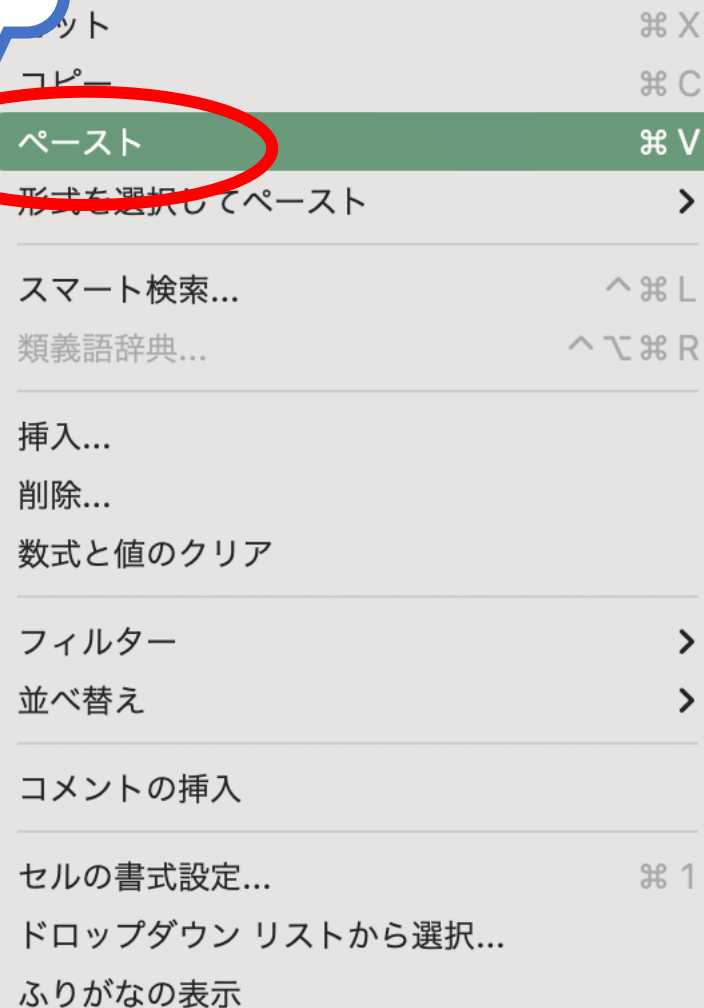 ット ⌘ X
コピー ⌘ C
ペースト ⌘ V
形式を選択してペースト
スマート検索... ^⌘ L
類義語辞典... ^⌥⌘ R
挿入...
削除...
数式と値のクリア
フィルター
並べ替え
コメントの挿入
セルの書式設定... ⌘ 1
ドロップダウン リストから選択...
ふりがなの表示